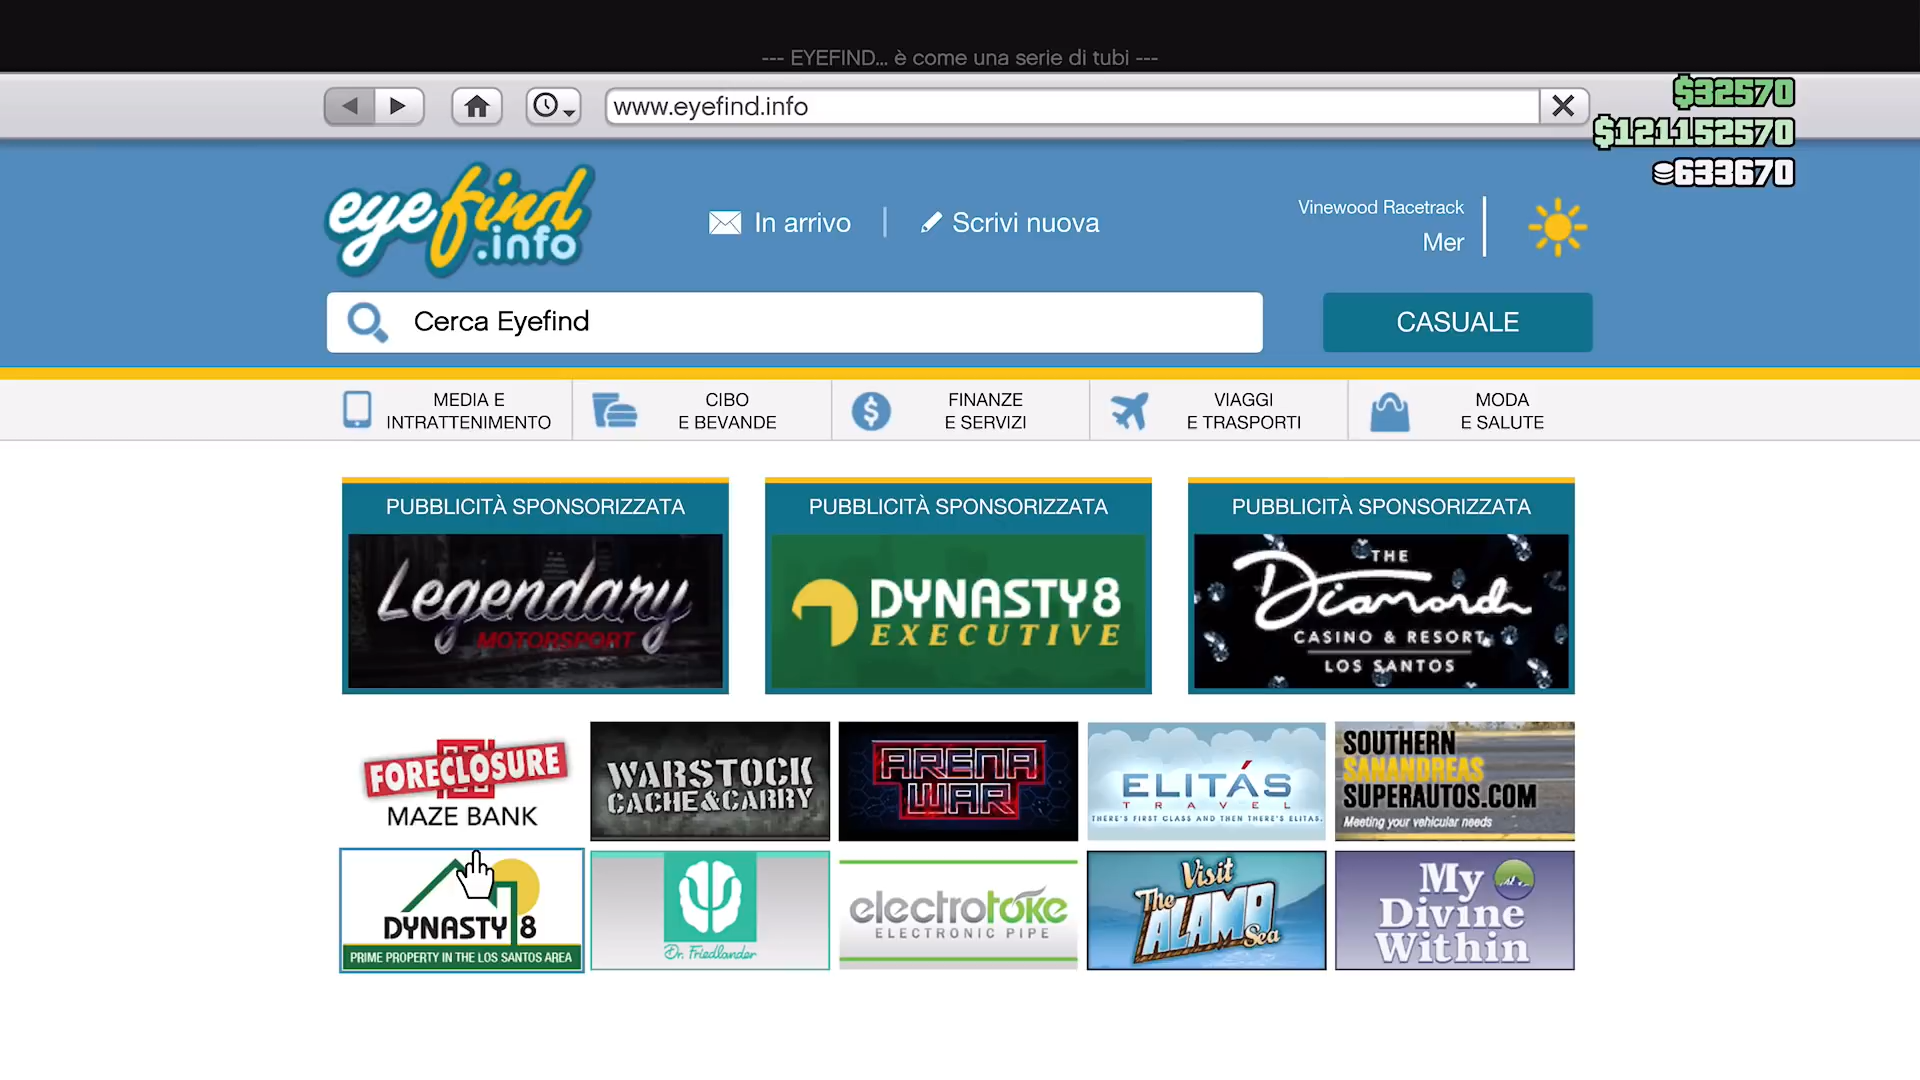 --- EYEFIND... è come una serie di tubi ---
www.eyefind.info
$32570
$121152570
633670
eyefind
.info
In arrivo
Scrivi nuova
Vinewood Racetrack
Mer
Cerca Eyefind
CASUALE
MEDIA E
INTRATTENIMENTO
CIBO
E BEVANDE
FINANZE
E SERVIZI
VIAGGI
E TRASPORTI
MODA
E SALUTE
PUBBLICITÀ SPONSORIZZATA
Legendary
MOTORSPORT
PUBBLICITÀ SPONSORIZZATA
DYNASTY8
EXECUTIVE
PUBBLICITÀ SPONSORIZZATA
THE
Diamond
CASINO & RESORT
LOS SANTOS
FORECLOSURE
MAZE BANK
WARSTOCK
CACHE&CARRY
ARENA
WAR
ELITÁS
TRAVEL
THERE'S FIRST CLASS AND THEN THERE'S ELITAS.
SOUTHERN
SANANDREAS
SUPERAUTOS.COM
Meeting your vehicular needs
DYNASTY 8
PRIME PROPERTY IN THE LOS SANTOS AREA
Dr. Friedlander
electrotoke
ELECTRONIC PIPE
Visit
The
ALAMO
Sea
My
Divine
Within